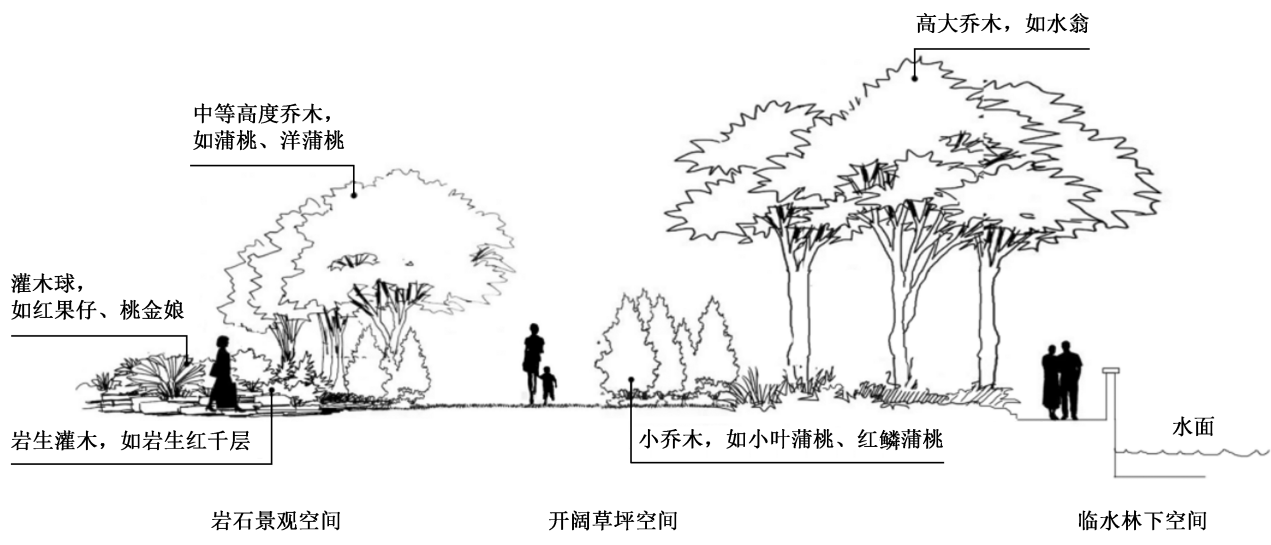 高大乔木，如水翁
中等高度乔木，
如蒲桃、洋蒲桃
灌木球，
如红果仔、桃金娘
岩生灌木，如岩生红千层
小乔木，如小叶蒲桃、红鳞蒲桃
水面
岩石景观空间
开阔草坪空间
临水林下空间